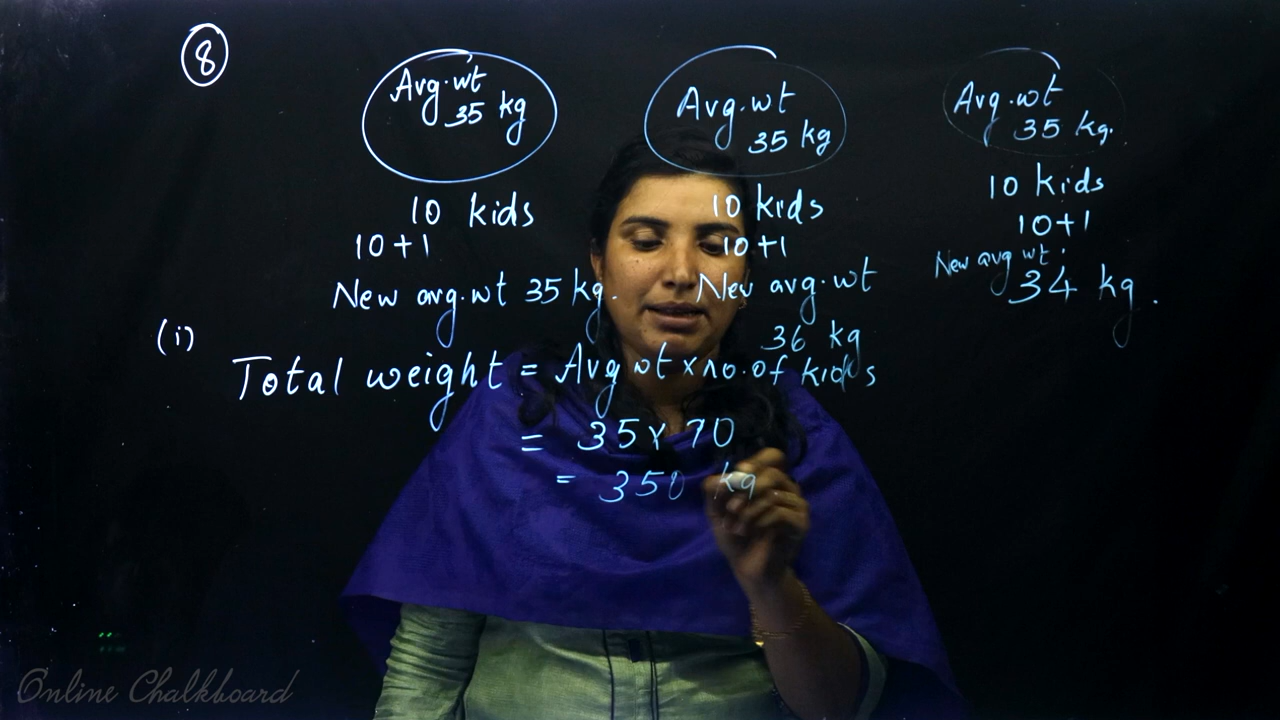 8
Avg.wt
35 kg
10 kids
10+1
New avg.wt 35 kg.
Avg.wt
35 kg
10 kids
10+1
New avg.wt
36 kg
Avg.wt
35 kg.
10 kids
10+1
New avg wt.
34 kg.
(i)
Total weight = Avg wt × no.of kids
= 35 × 70
= 350 kg
Online Chalkboard